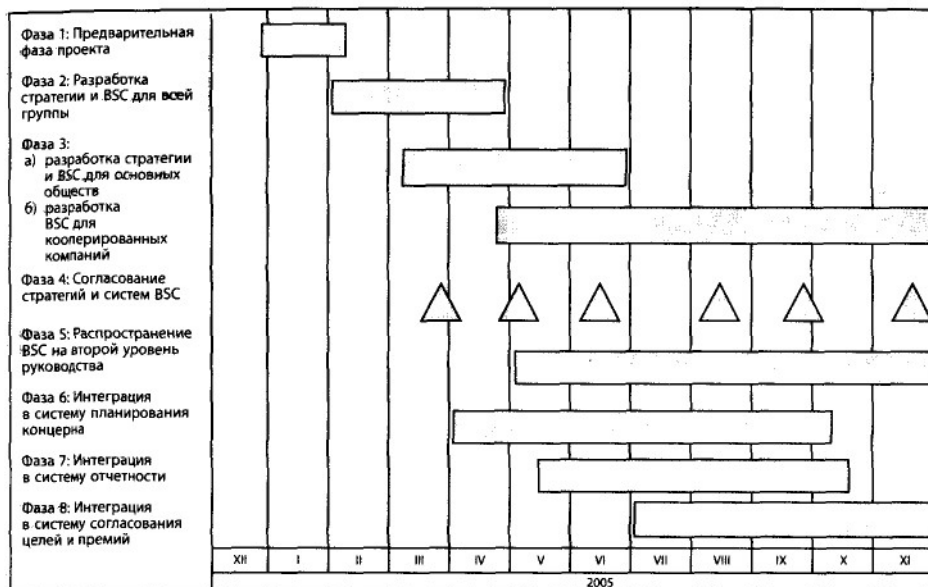 Фаза 1: Предварительная
фаза проекта
Фаза 2: Разработка
стратегии и BSC для всей
группы
Фаза 3:
а) разработка стратегии
и BSC для основных
обществ
б) разработка
BSC для
кооперированных
компаний
Фаза 4: Согласование
стратегий и систем BSC
Фаза 5: Распространение
BSC на второй уровень
руководства
Фаза 6: Интеграция
в систему планирования
концерна
Фаза 7: Интеграция
в систему отчетности
Фаза 8: Интеграция
в систему согласования
целей и премий
XII I II III IV V VI VII VIII IX X XI
2005